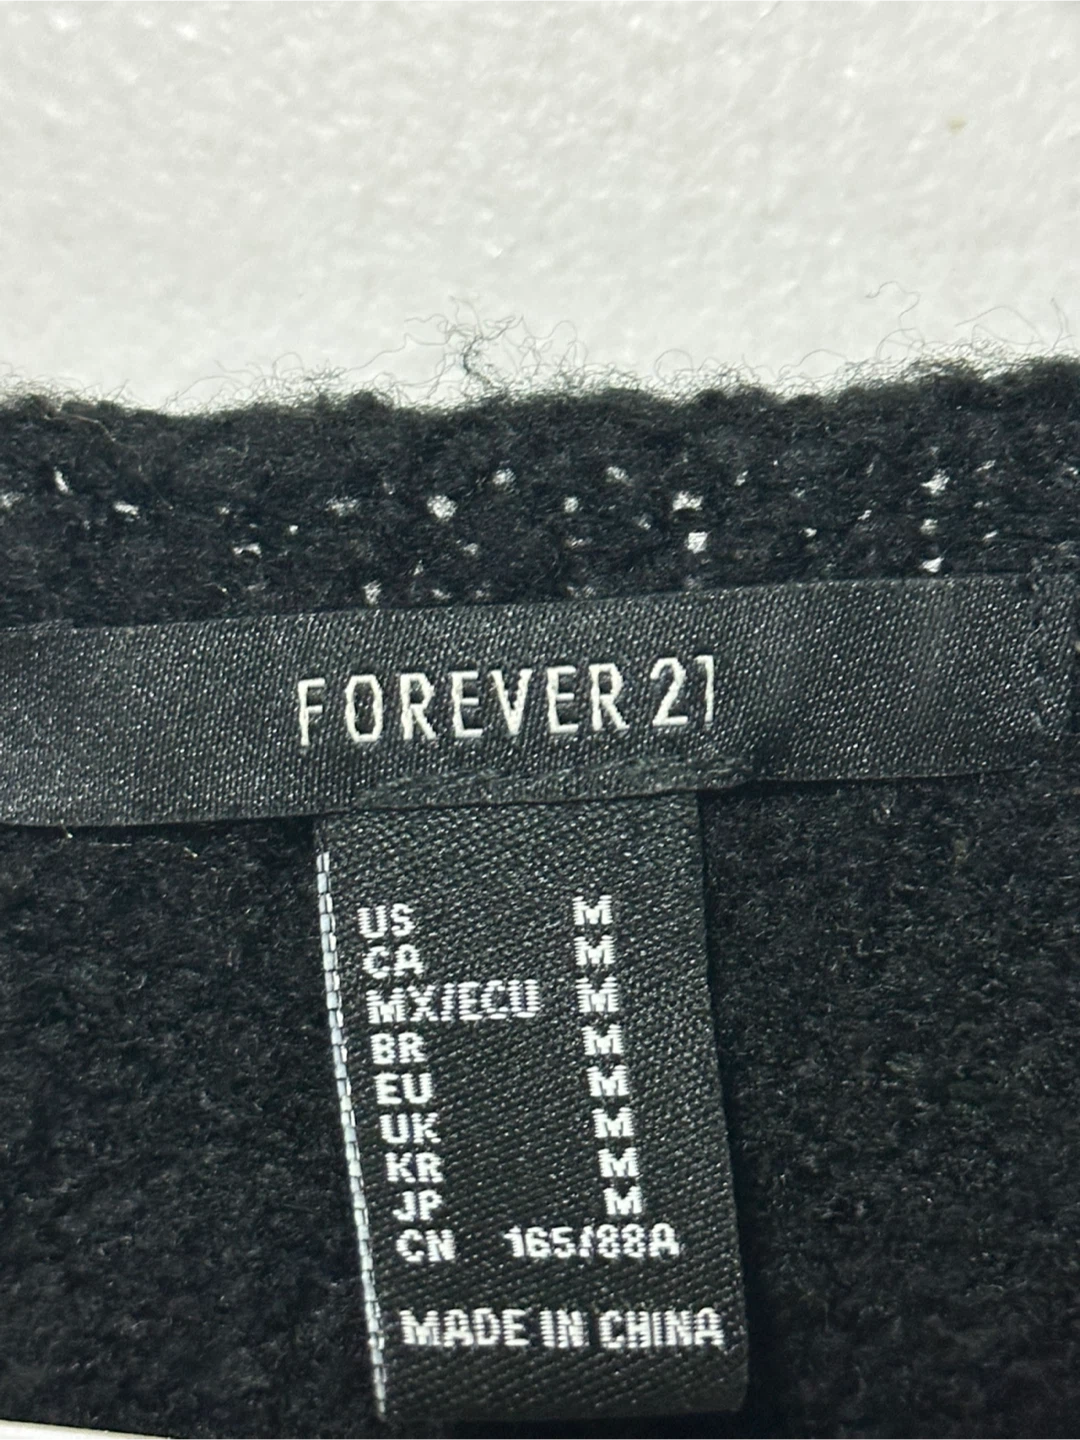 FOREVER 21
US M
CA M
MX/ECU M
BR M
EU M
UK M
KR M
JP M
CN 165/88A
MADE IN CHINA